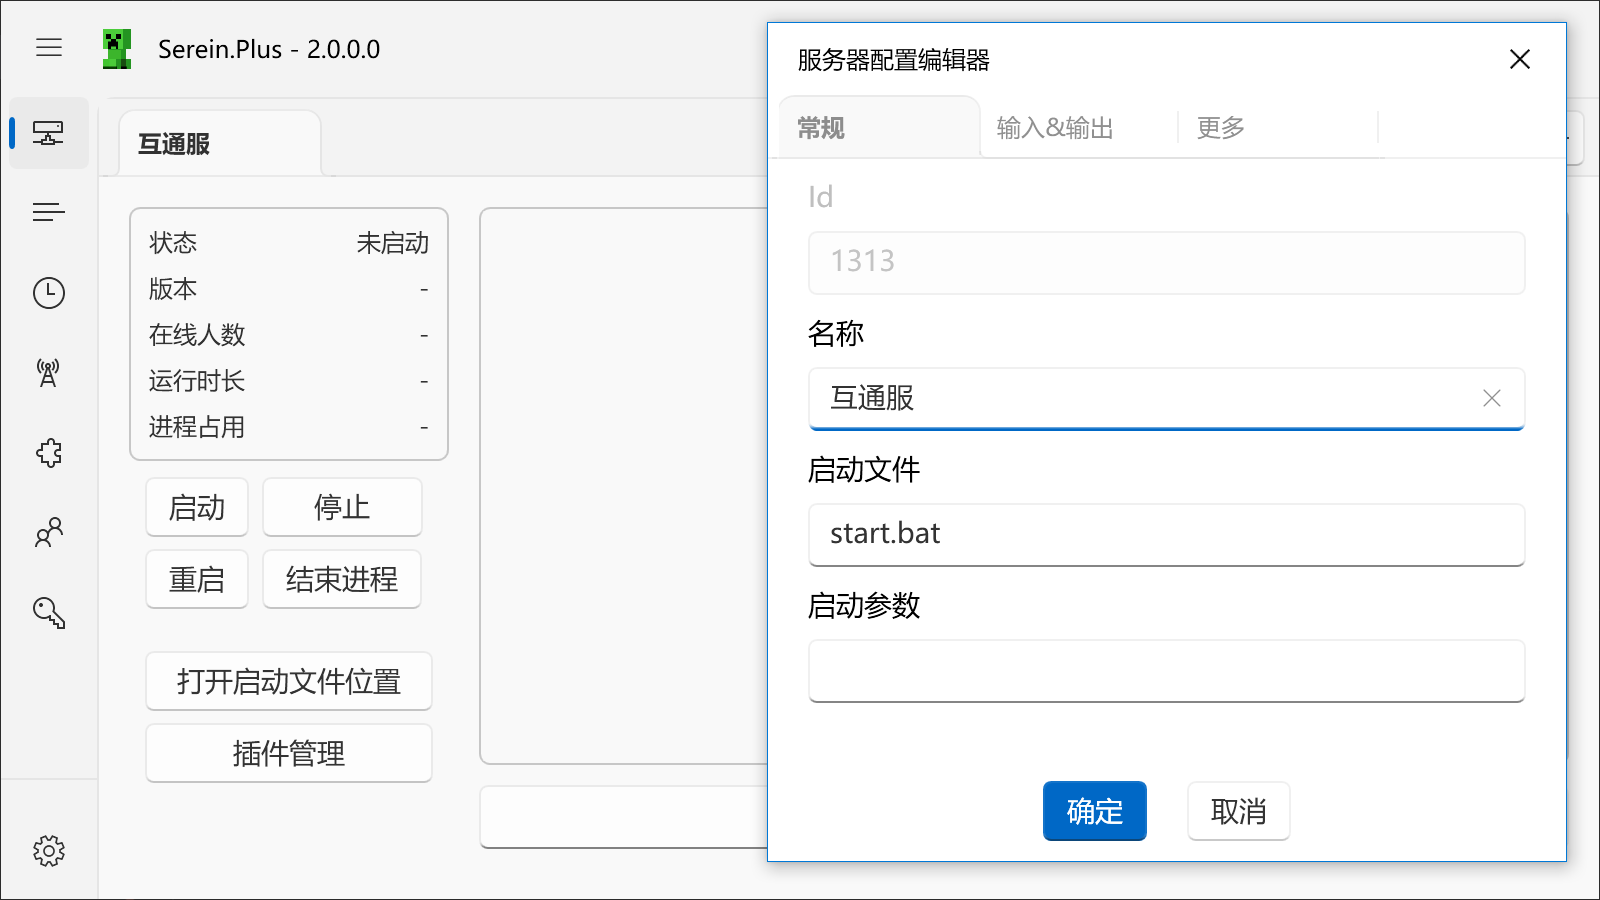 Serein.Plus - 2.0.0.0
互通服
状态 未启动
版本 -
在线人数 -
运行时长 -
进程占用 -
启动 停止
重启 结束进程
打开启动文件位置
插件管理
服务器配置编辑器
常规 输入&输出 更多
Id
1313
名称
互通服
启动文件
start.bat
启动参数
确定 取消